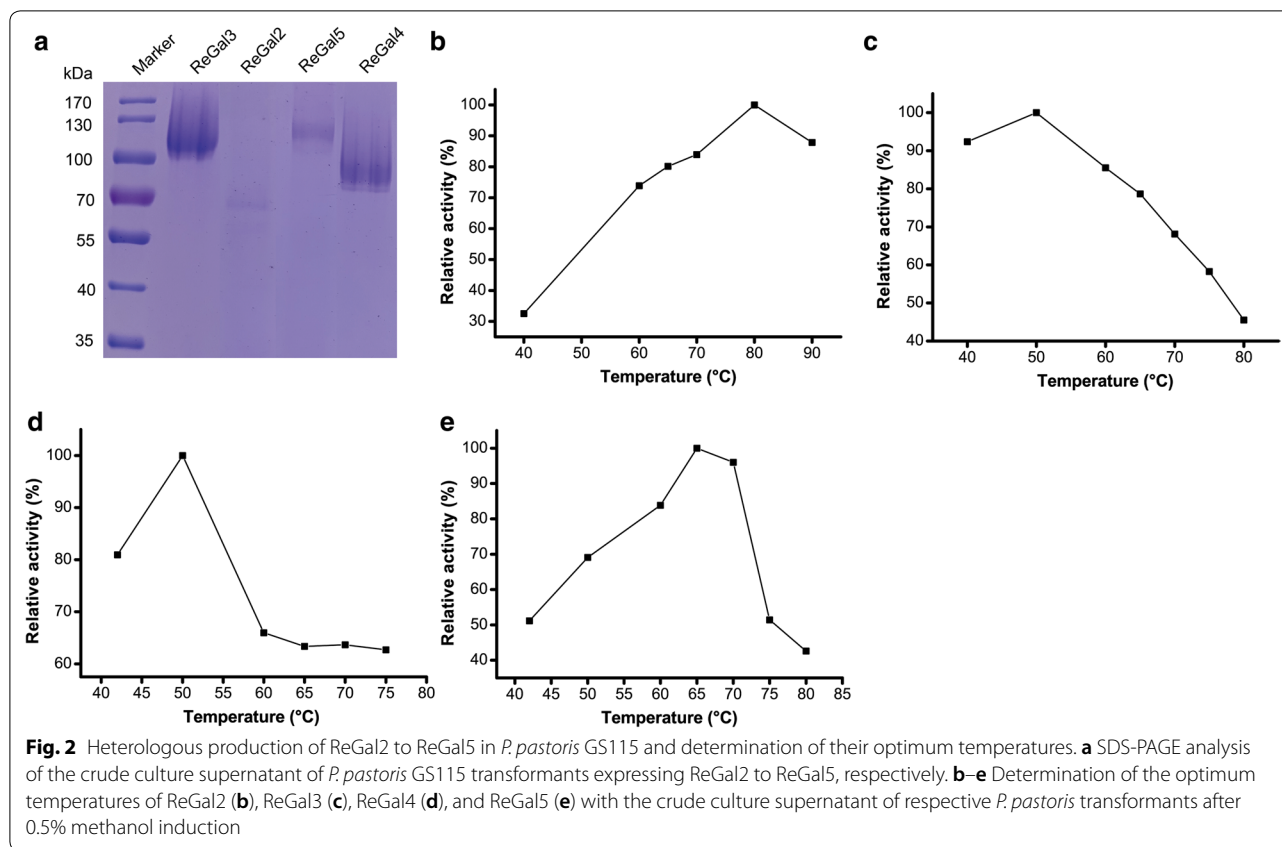 a
Marker
ReGal3
ReGal2
ReGal5
ReGal4
kDa
170
130
100
70
55
40
35
b
Relative activity (%)
100
90
80
70
60
50
40
30
40 50 60 70 80 90
Temperature (°C)
c
Relative activity (%)
100
90
80
70
60
50
40
40 50 60 70 80
Temperature (°C)
d
Relative activity (%)
100
90
80
70
60
40 45 50 55 60 65 70 75 80
Temperature (°C)
e
Relative activity (%)
100
90
80
70
60
50
40
40 45 50 55 60 65 70 75 80 85
Temperature (°C)
Fig. 2 Heterologous production of ReGal2 to ReGal5 in P. pastoris GS115 and determination of their optimum temperatures. a SDS-PAGE analysis
of the crude culture supernatant of P. pastoris GS115 transformants expressing ReGal2 to ReGal5, respectively. b–e Determination of the optimum
temperatures of ReGal2 (b), ReGal3 (c), ReGal4 (d), and ReGal5 (e) with the crude culture supernatant of respective P. pastoris transformants after
0.5% methanol induction